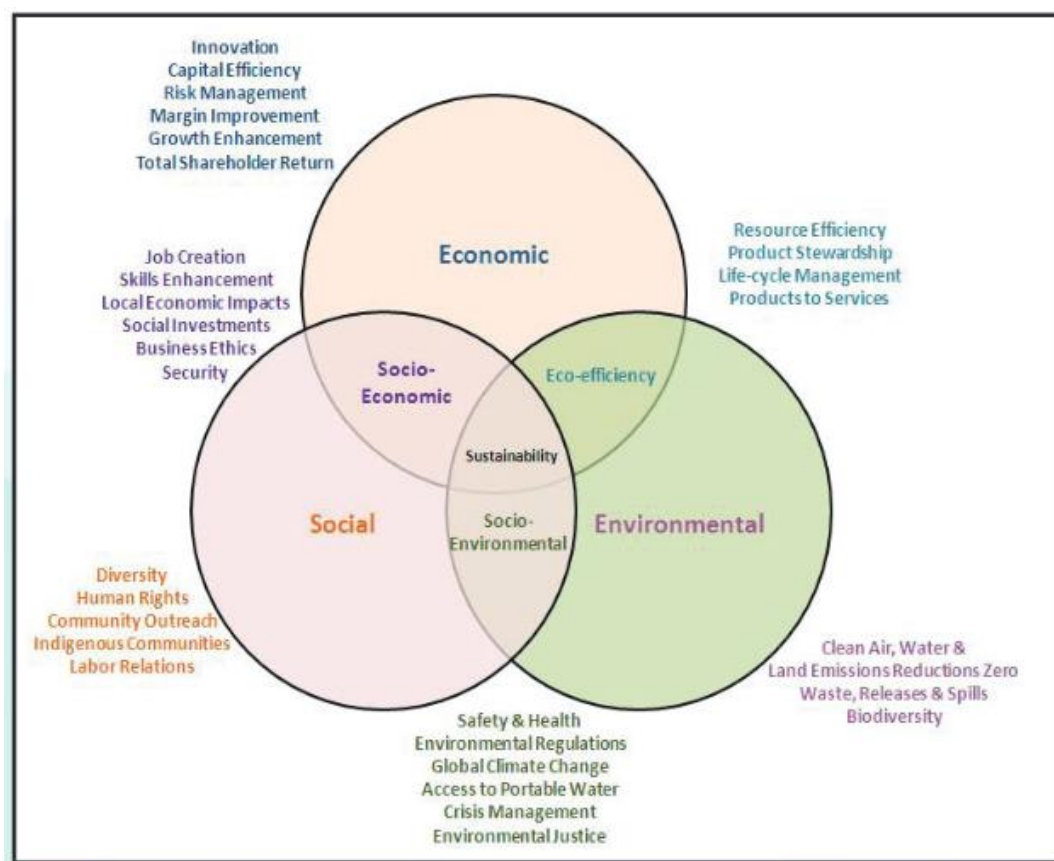 Innovation
Capital Efficiency
Risk Management
Margin Improvement
Growth Enhancement
Total Shareholder Return
Job Creation
Skills Enhancement
Local Economic Impacts
Social Investments
Business Ethics
Security
Economic
Resource Efficiency
Product Stewardship
Life-cycle Management
Products to Services
Socio-
Economic
Eco-efficiency
Sustainability
Social
Socio-
Environmental
Environmental
Diversity
Human Rights
Community Outreach
Indigenous Communities
Labor Relations
Clean Air, Water &
Land Emissions Reductions Zero
Waste, Releases & Spills
Biodiversity
Safety & Health
Environmental Regulations
Global Climate Change
Access to Portable Water
Crisis Management
Environmental Justice